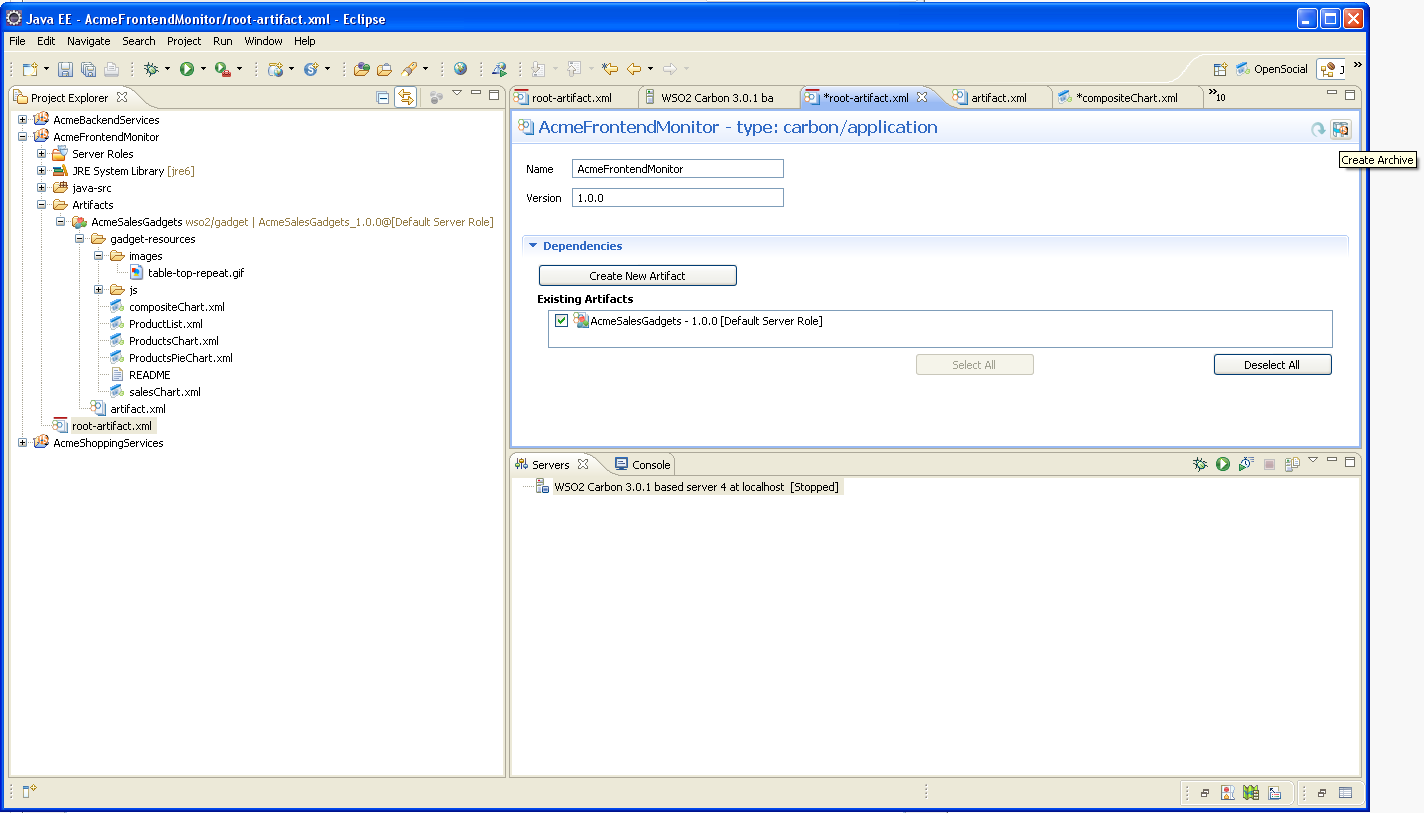 Java EE - AcmeFrontendMonitor/root-artifact.xml - Eclipse
File Edit Navigate Search Project Run Window Help
OpenSocial J »
Project Explorer
root-artifact.xml WSO2 Carbon 3.0.1 ba *root-artifact.xml artifact.xml *compositeChart.xml »10
AcmeBackendServices
AcmeFrontendMonitor
Server Roles
JRE System Library [jre6]
java-src
Artifacts
AcmeSalesGadgets wso2/gadget | AcmeSalesGadgets_1.0.0@[Default Server Role]
gadget-resources
images
table-top-repeat.gif
js
compositeChart.xml
ProductList.xml
ProductsChart.xml
ProductsPieChart.xml
README
salesChart.xml
artifact.xml
root-artifact.xml
AcmeShoppingServices
AcmeFrontendMonitor - type: carbon/application
Create Archive
Name AcmeFrontendMonitor
Version 1.0.0
Dependencies
Create New Artifact
Existing Artifacts
AcmeSalesGadgets - 1.0.0 [Default Server Role]
Select All Deselect All
Servers Console
WSO2 Carbon 3.0.1 based server 4 at localhost [Stopped]